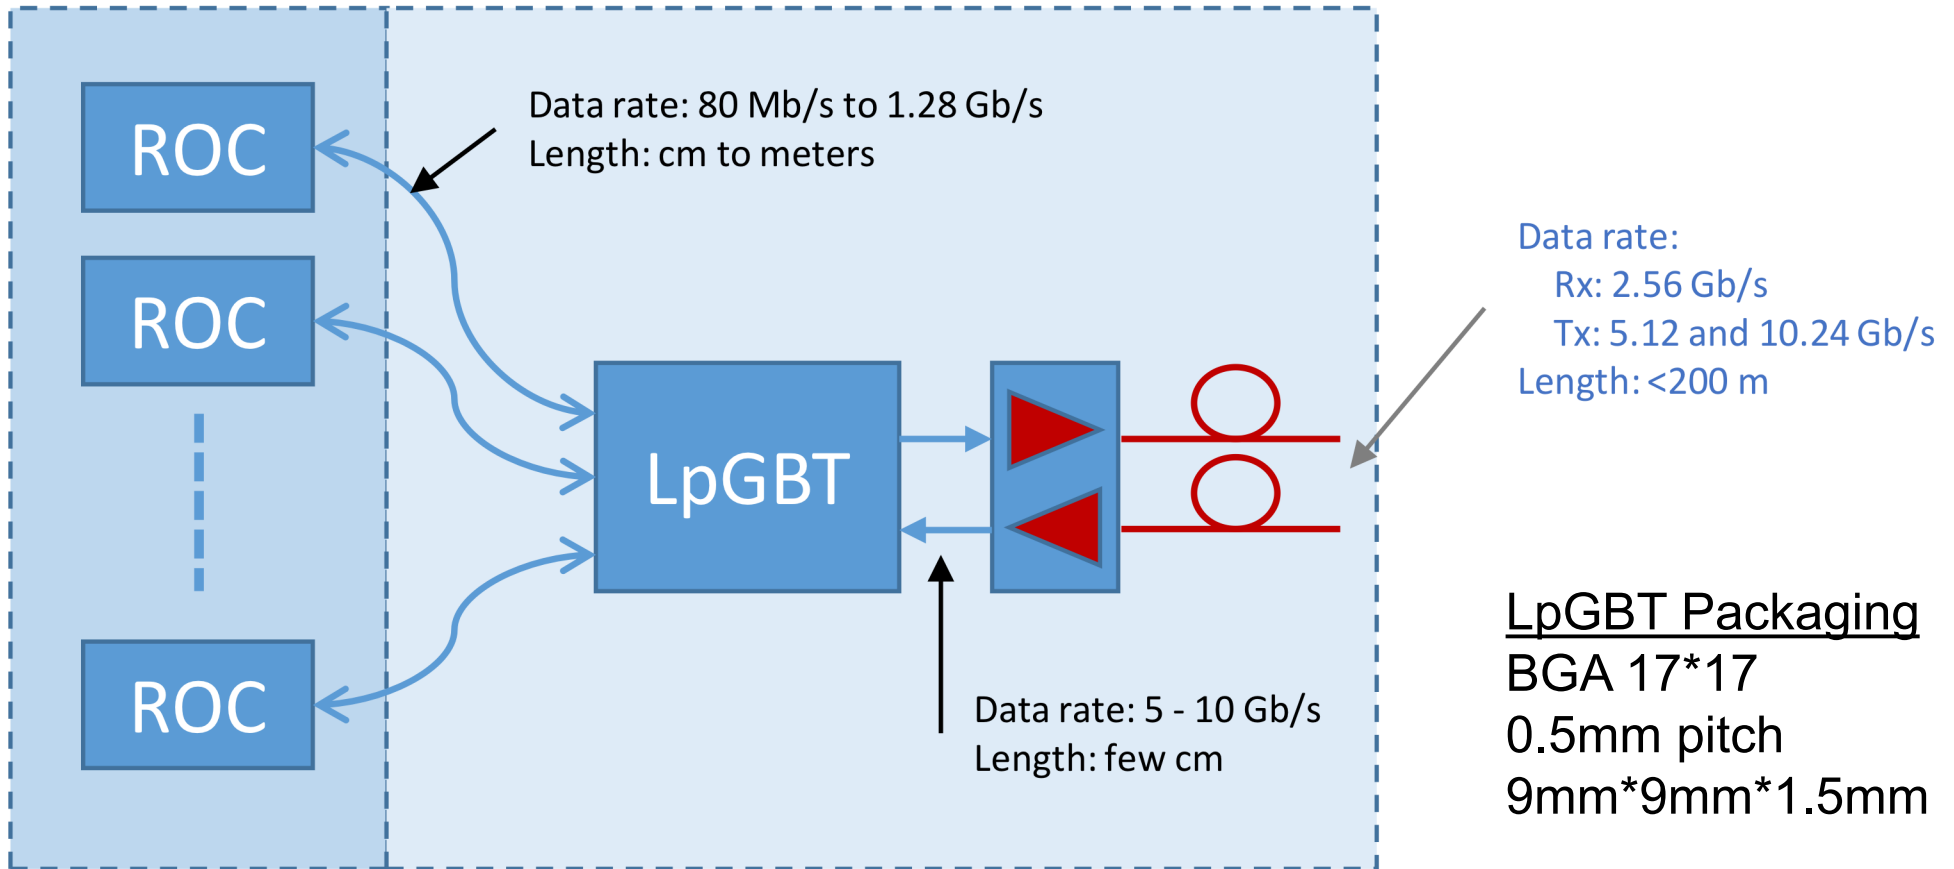 ROC
Data rate: 80 Mb/s to 1.28 Gb/s
Length: cm to meters
ROC
Data rate:
Rx: 2.56 Gb/s
Tx: 5.12 and 10.24 Gb/s
Length: <200 m
LpGBT
ROC
Data rate: 5 - 10 Gb/s
Length: few cm
LpGBT Packaging
BGA 17*17
0.5mm pitch
9mm*9mm*1.5mm